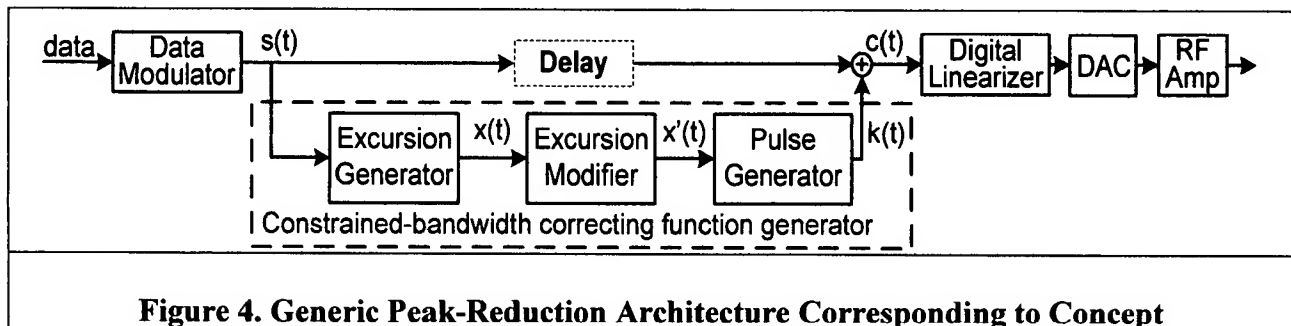 data
Data
Modulator
s(t)
Delay
+
c(t)
Digital
Linearizer
DAC
RF
Amp
Excursion
Generator
x(t)
Excursion
Modifier
x'(t)
Pulse
Generator
k(t)
Constrained-bandwidth correcting function generator
Figure 4. Generic Peak-Reduction Architecture Corresponding to Concept